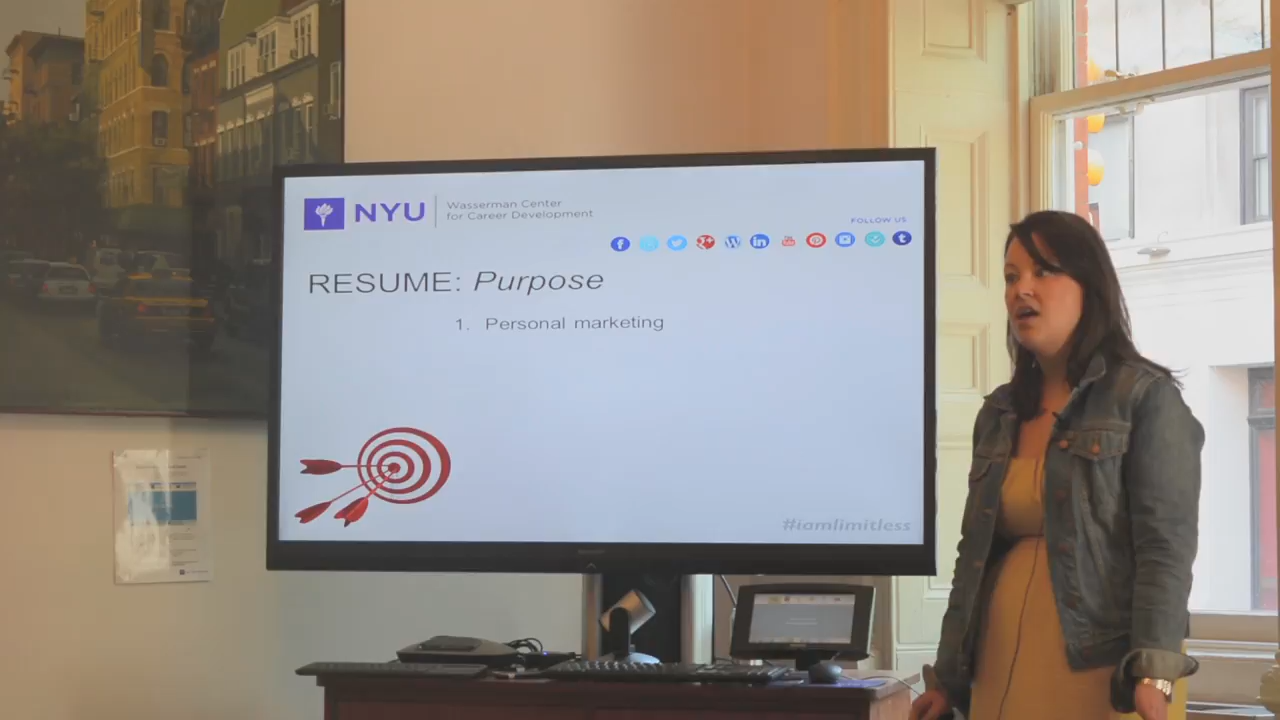 NYU
Wasserman Center
for Career Development
FOLLOW US
RESUME: Purpose
1. Personal marketing
#iamlimitless